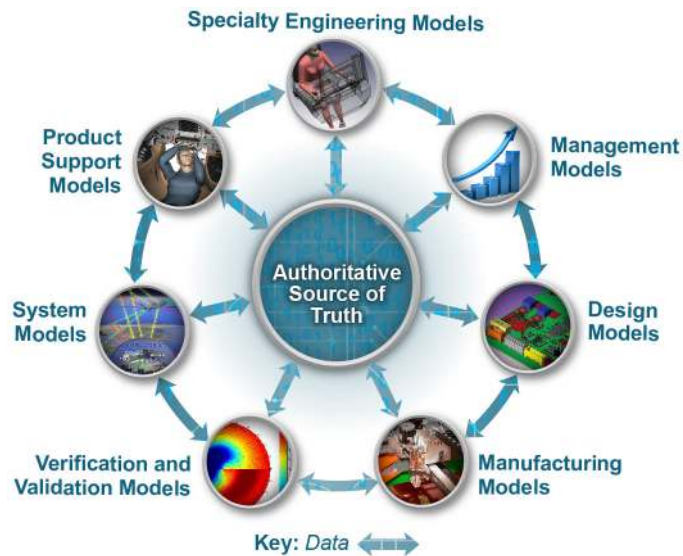 Specialty Engineering Models
Product
Support
Models
Management
Models
Authoritative
Source of
Truth
System
Models
Design
Models
Verification and
Validation Models
Manufacturing
Models
Key: Data